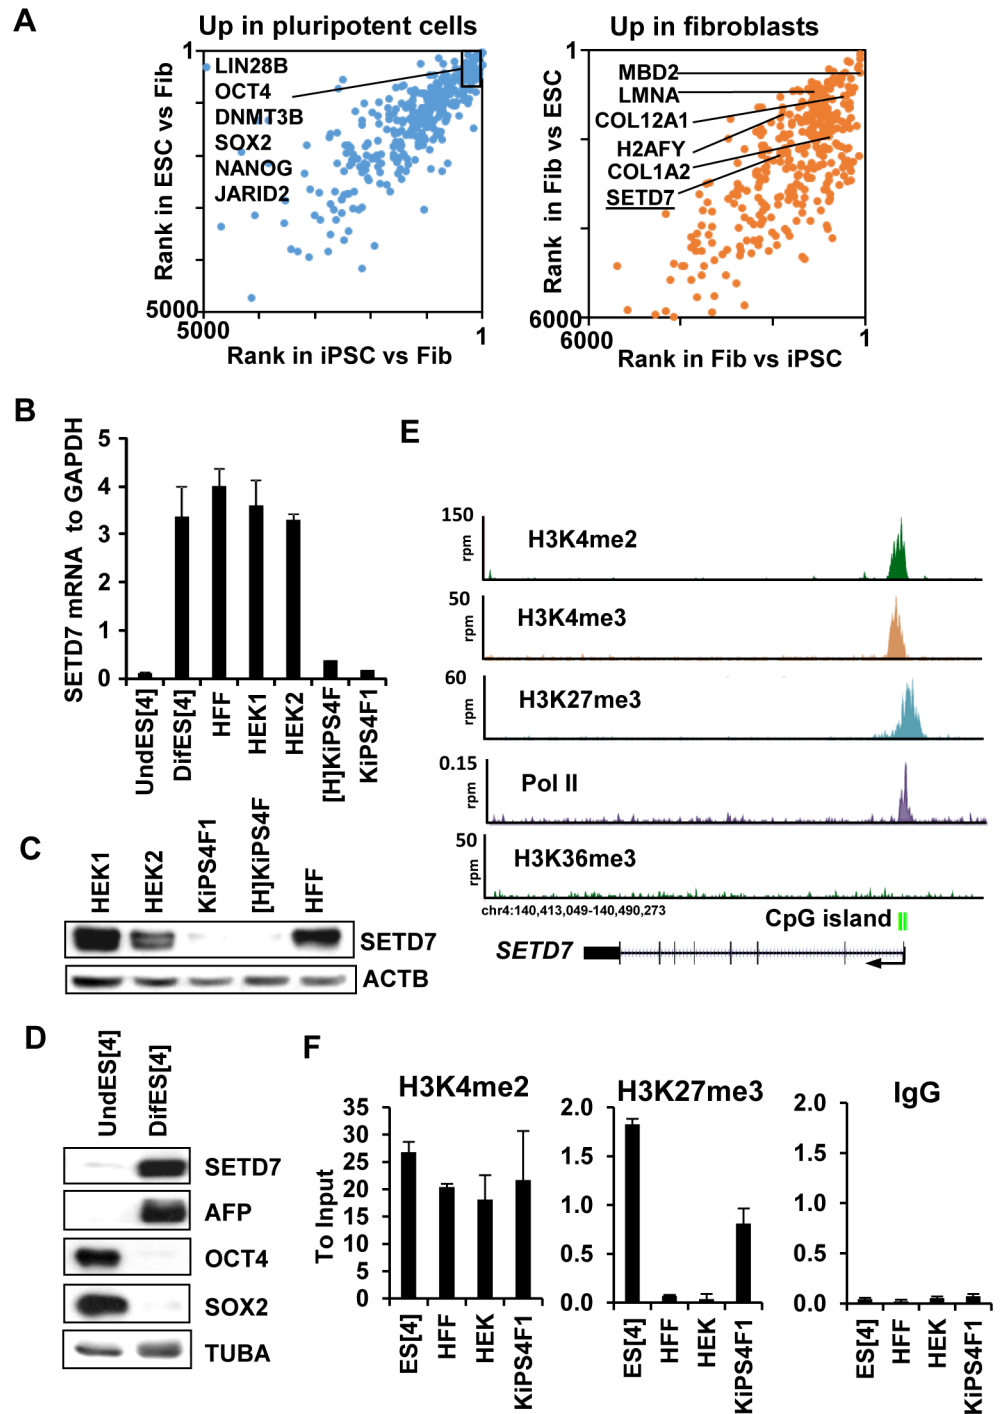 A
Up in pluripotent cells
Rank in ESC vs Fib
1
LIN28B
OCT4
DNMT3B
SOX2
NANOG
JARID2
5000
5000
1
Rank in iPSC vs Fib
Up in fibroblasts
Rank in Fib vs ESC
1
MBD2
LMNA
COL12A1
H2AFY
COL1A2
SETD7
6000
6000
1
Rank in Fib vs iPSC
B
SETD7 mRNA to GAPDH
5
4
3
2
1
0
UndES[4]
DifES[4]
HFF
HEK1
HEK2
[H]KiPS4F
KiPS4F1
C
HEK1
HEK2
KiPS4F1
[H]KiPS4F
HFF
SETD7
ACTB
D
UndES[4]
DifES[4]
SETD7
AFP
OCT4
SOX2
TUBA
E
150
rpm
H3K4me2
50
rpm
H3K4me3
60
rpm
H3K27me3
0.15
rpm
Pol II
50
rpm
H3K36me3
chr4:140,413,049-140,490,273
CpG island
SETD7
F
H3K4me2
To Input
35
30
25
20
15
10
5
0
ES[4]
HFF
HEK
KiPS4F1
H3K27me3
2.0
1.5
1.0
0.5
0.0
ES[4]
HFF
HEK
KiPS4F1
IgG
2.0
1.5
1.0
0.5
0.0
ES[4]
HFF
HEK
KiPS4F1